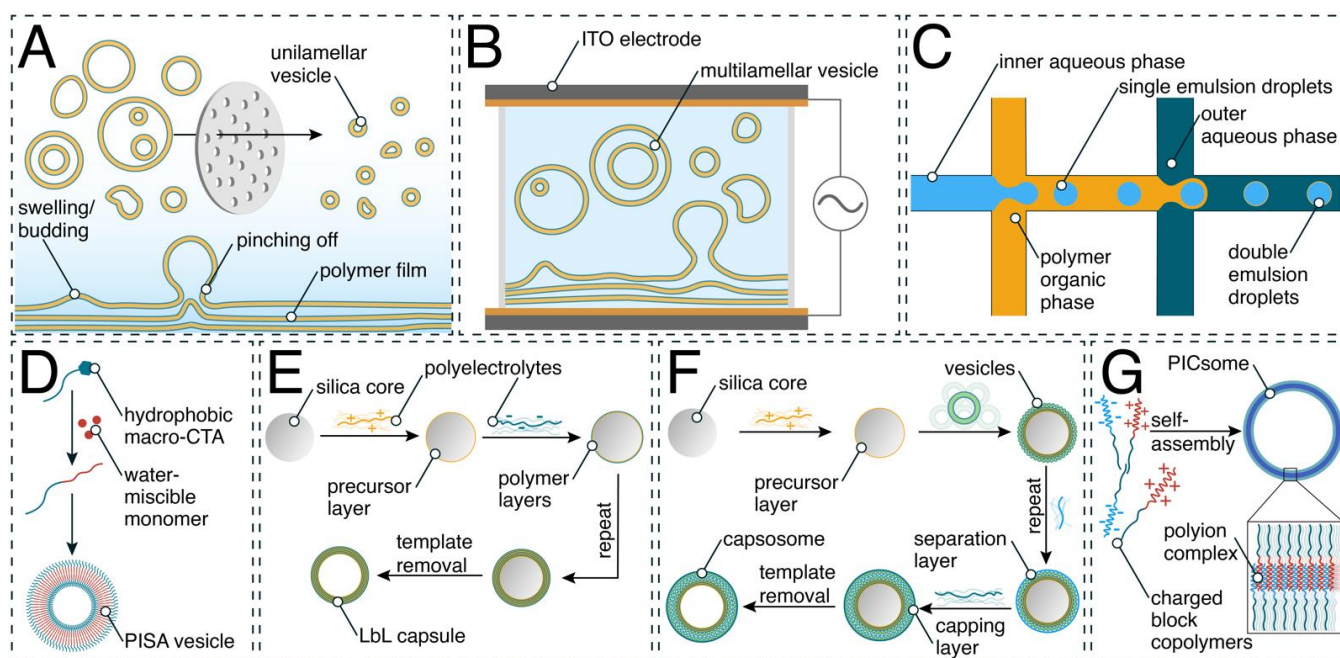 A
unilamellar
vesicle
swelling/
budding
pinching off
polymer film
B
ITO electrode
multilamellar vesicle
C
inner aqueous phase
single emulsion droplets
outer
aqueous phase
polymer
organic
phase
double
emulsion
droplets
D
hydrophobic
macro-CTA
water-
miscible
monomer
PISA vesicle
E
silica core
polyelectrolytes
precursor
layer
polymer
layers
repeat
template
removal
LbL capsule
F
silica core
vesicles
precursor
layer
repeat
separation
layer
capsosome
template
removal
capping
layer
G
PICsome
self-
assembly
polyion
complex
charged
block
copolymers